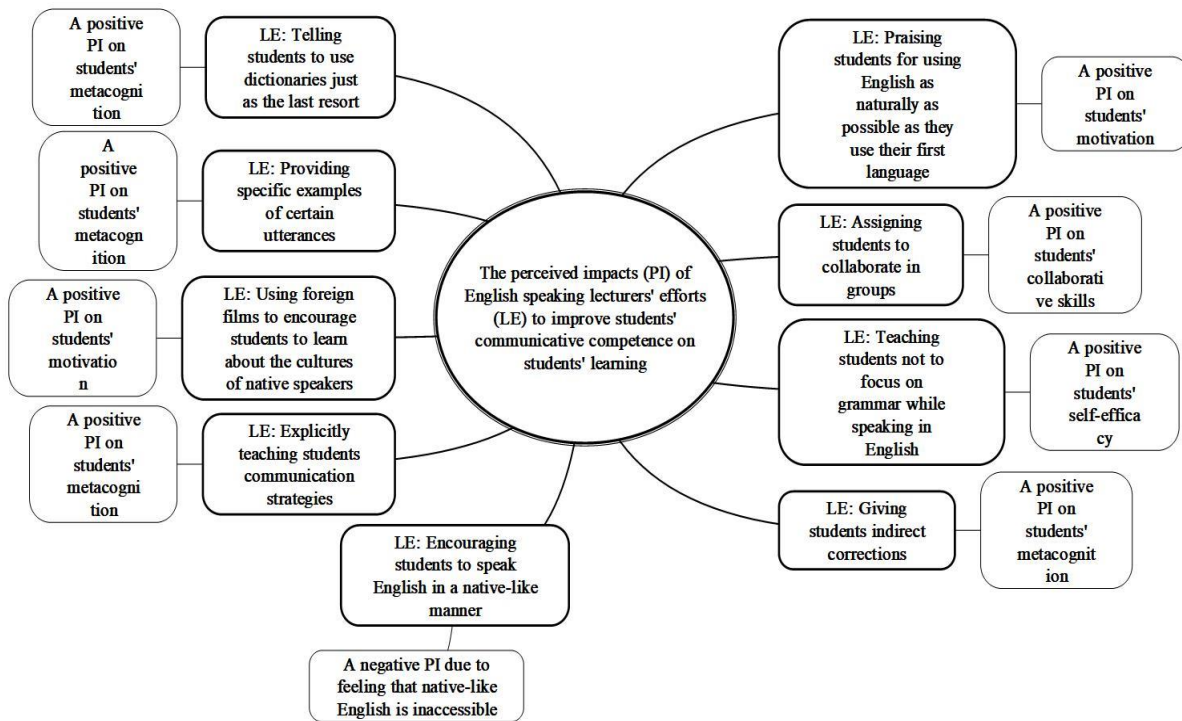 A positive
PI on
students'
metacogni
tion
LE: Telling
students to use
dictionaries just
as the last resort
A
positive
PI on
students'
metacogn
ition
LE: Providing
specific examples
of certain
utterances
A positive
PI on
students'
motivatio
n
LE: Using foreign
films to encourage
students to learn
about the cultures
of native speakers
A positive
PI on
students'
metacogni
tion
LE: Explicitly
teaching students
communication
strategies
LE: Encouraging
students to speak
English in a native-like
manner
A negative PI due to
feeling that native-like
English is inaccessible
The perceived impacts (PI) of
English speaking lecturers' efforts
(LE) to improve students'
communicative competence on
students' learning
LE: Praising
students for using
English as
naturally as
possible as they
use their first
language
A positive
PI on
students'
motivation
LE: Assigning
students to
collaborate in
groups
A positive
PI on
students'
collaborati
ve skills
LE: Teaching
students not to
focus on
grammar while
speaking in
English
A positive
PI on
students'
self-effica
cy
LE: Giving
students indirect
corrections
A positive
PI on
students'
metacognit
ion